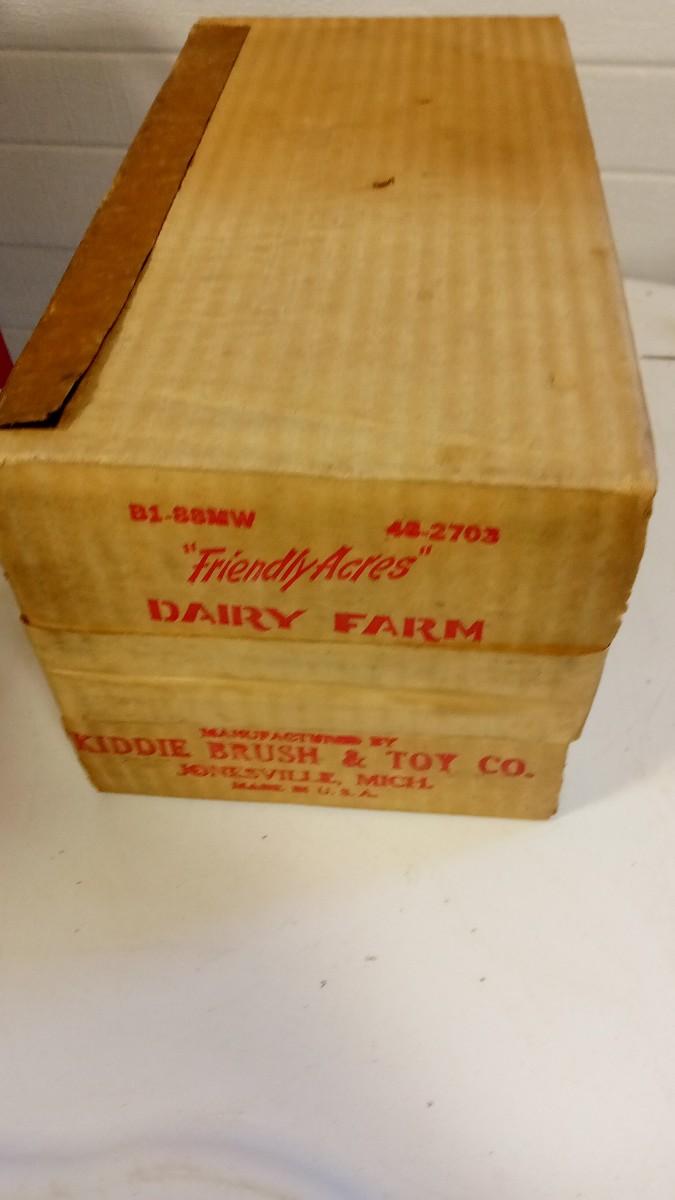 B1-88MW 48-2703
"Friendly Acres"
DAIRY FARM
MANUFACTURED BY
KIDDIE BRUSH & TOY CO.
JONESVILLE, MICH.
MADE IN U. S. A.